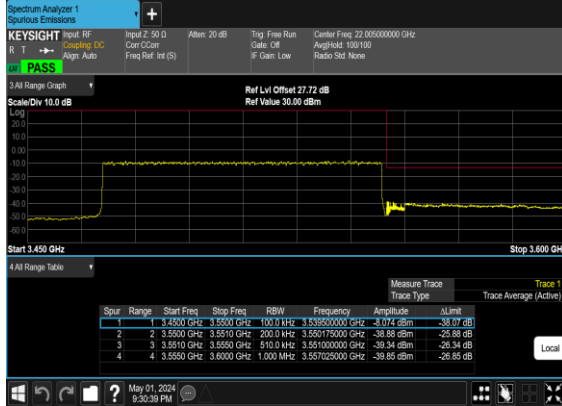 Spectrum Analyzer 1
Spurious Emissions
+
KEYSIGHT Input: RF Input Z: 50 Ω Atten: 20 dB Trig: Free Run Center Freq: 22.005000000 GHz
R T Coupling: DC Corr CCorr Gate: Off Avg|Hold: 100/100
Align: Auto Freq Ref: Int (S) IF Gain: Low Radio Std: None
PASS
3 All Range Graph
Ref Lvl Offset 27.72 dB
Scale/Div 10.0 dB Ref Value 30.00 dBm
Log
20.0
10.0
0.00
-10.0
-20.0
-30.0
-40.0
-50.0
-60.0
Start 3.450 GHz Stop 3.600 GH
4 All Range Table
Measure Trace Trace 1
Trace Type Trace Average (Active)
Spur Range Start Freq Stop Freq RBW Frequency Amplitude ΔLimit
1 1 3.4500 GHz 3.5500 GHz 100.0 kHz 3.539500000 GHz -8.074 dBm -38.07 dB
2 2 3.5500 GHz 3.5510 GHz 200.0 kHz 3.550175000 GHz -38.88 dBm -25.88 dB
3 3 3.5510 GHz 3.5550 GHz 510.0 kHz 3.551000000 GHz -39.34 dBm -26.34 dB
4 4 3.5550 GHz 3.6000 GHz 1.000 MHz 3.557025000 GHz -39.85 dBm -26.85 dB
Local
? May 01, 2024
9:30:39 PM